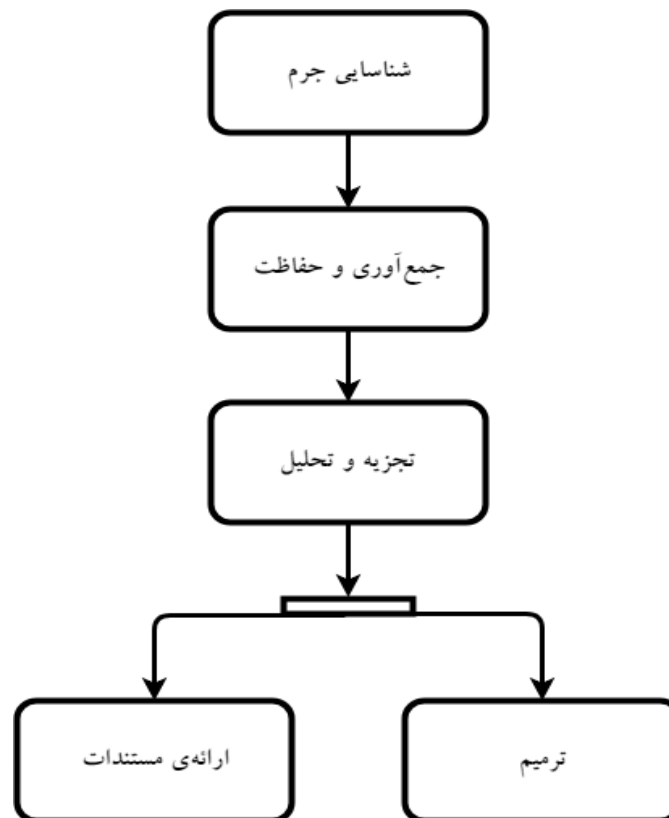 شناسایی جرم
جمع‌آوری و حفاظت
تجزیه و تحلیل
ارائه‌ی مستندات
ترمیم